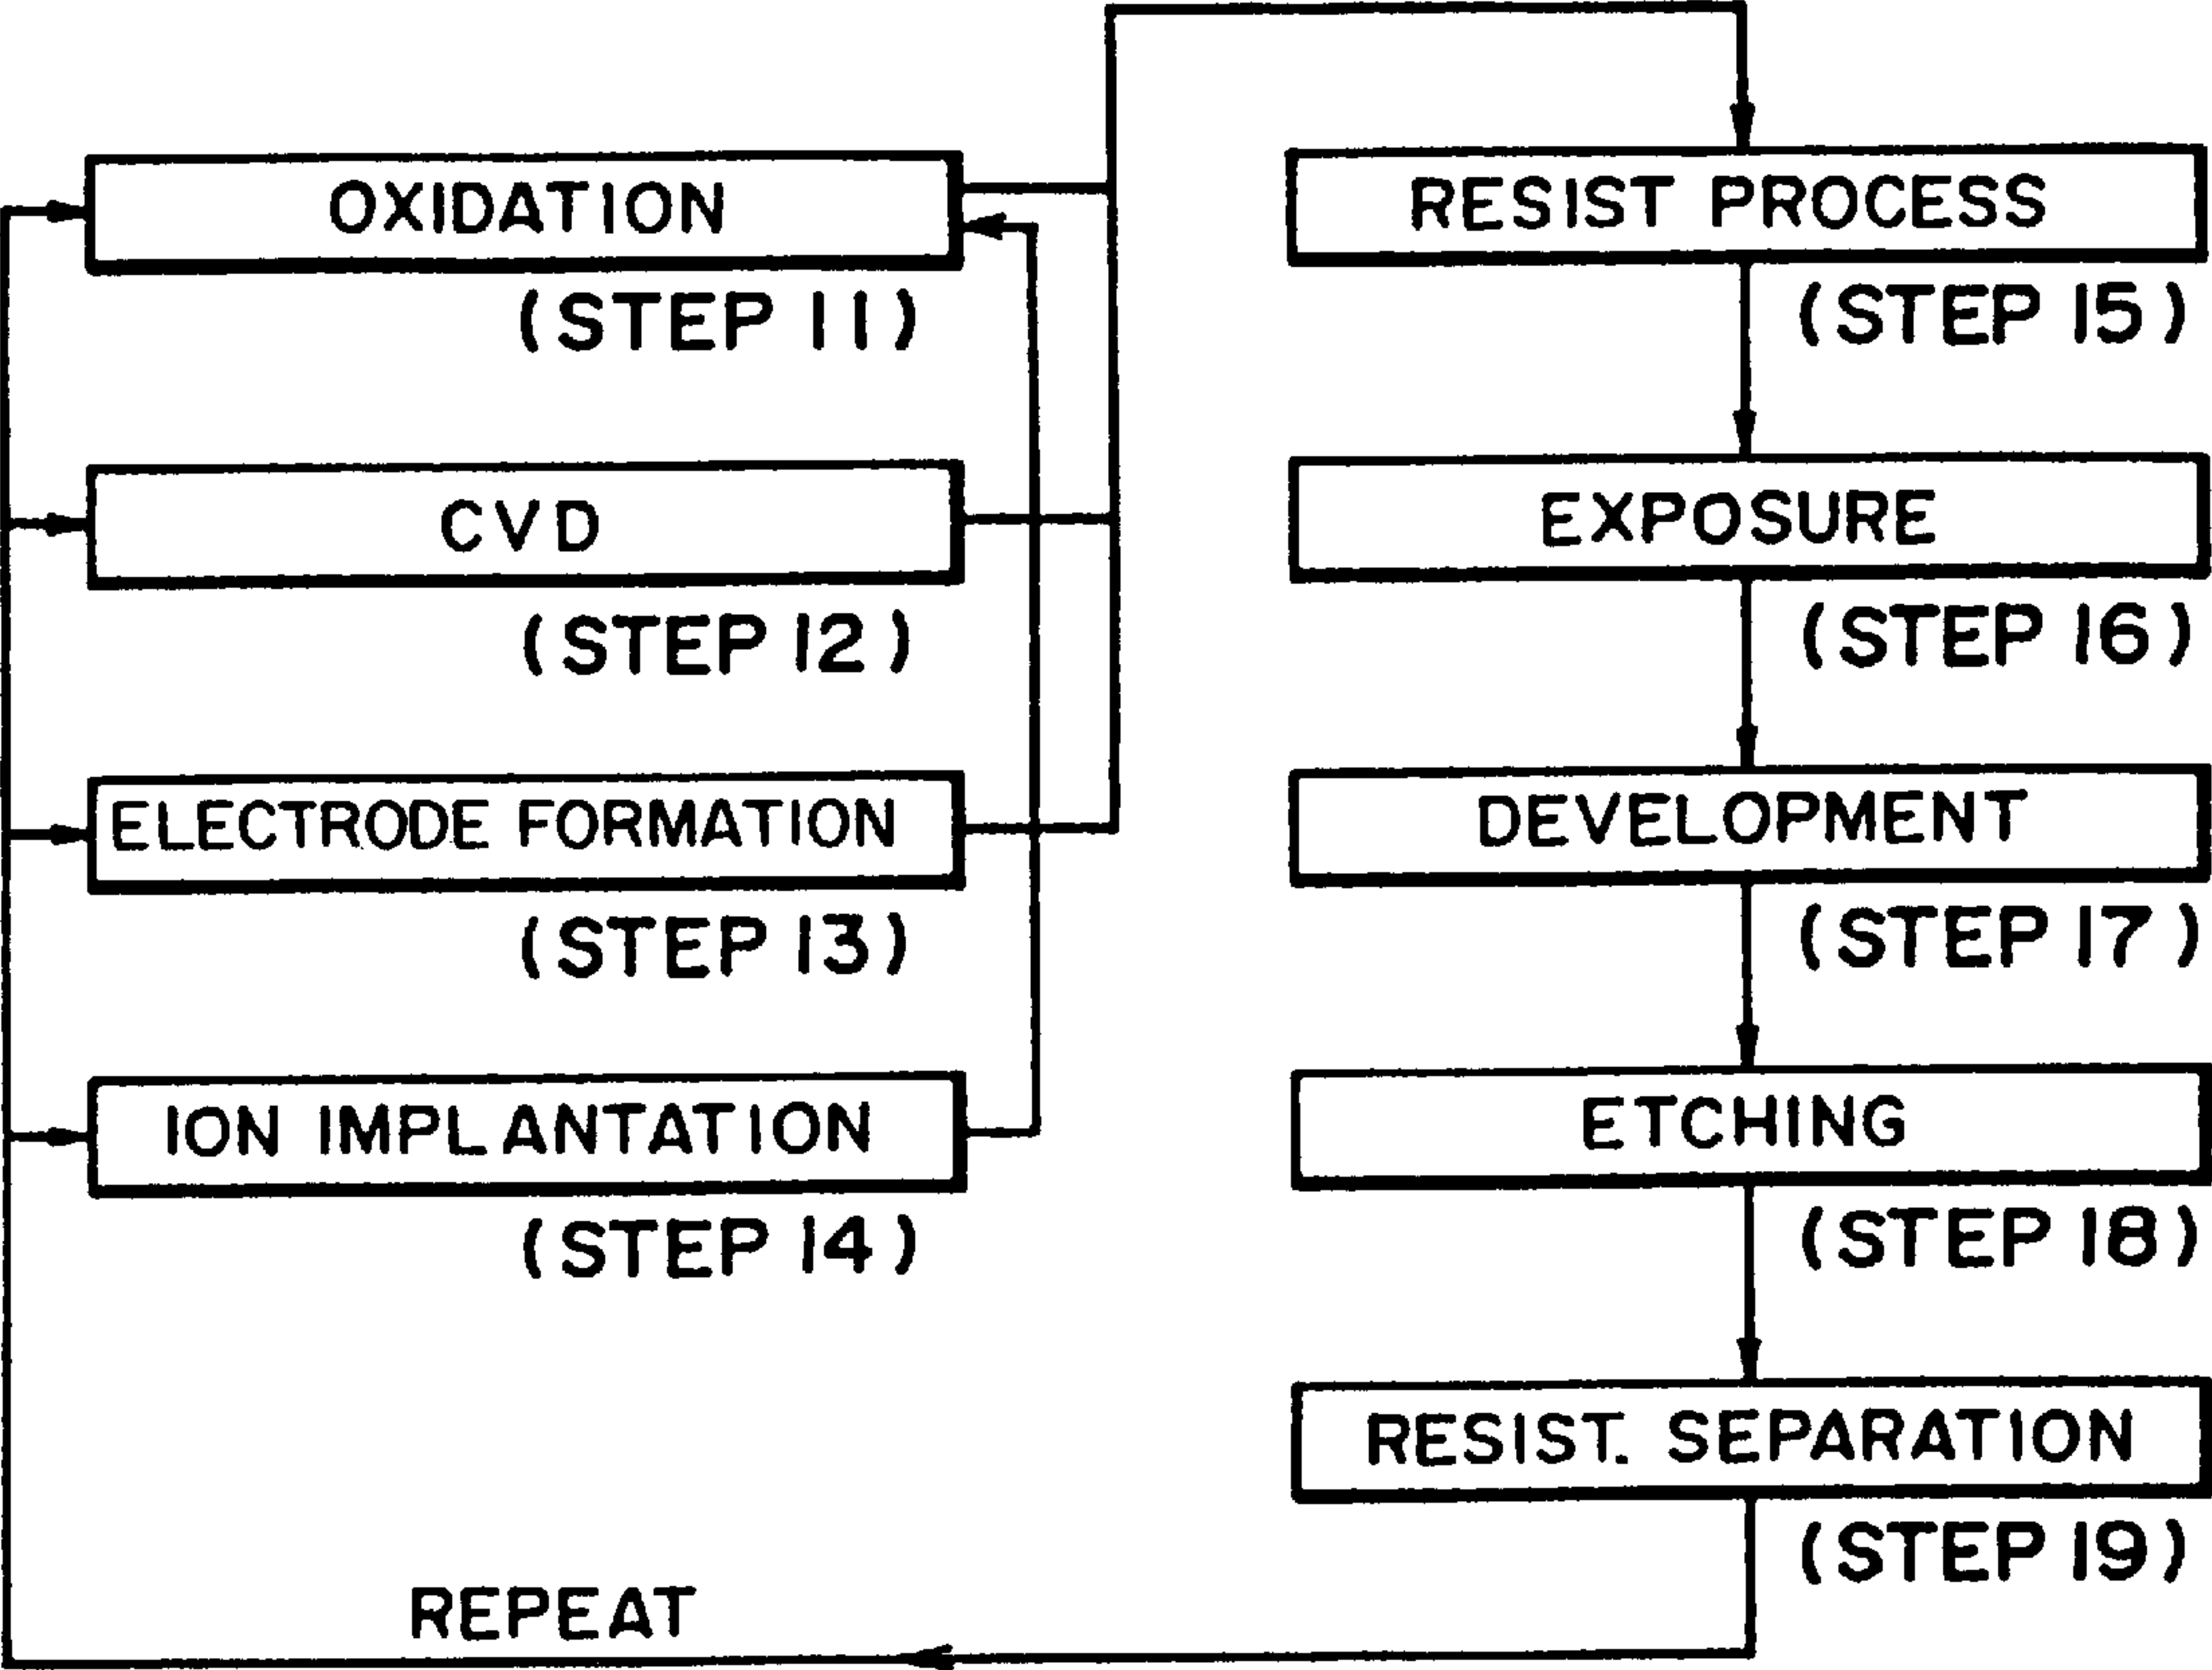 OXIDATION
(STEP 11)
CVD
(STEP 12)
ELECTRODE FORMATION
(STEP 13)
ION IMPLANTATION
(STEP 14)
RESIST PROCESS
(STEP 15)
EXPOSURE
(STEP 16)
DEVELOPMENT
(STEP 17)
ETCHING
(STEP 18)
RESIST. SEPARATION
(STEP 19)
REPEAT